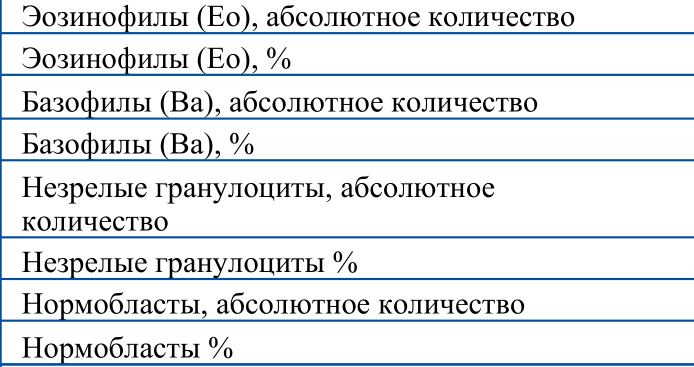 Эозинофилы (Eo), абсолютное количество
Эозинофилы (Eo), %
Базофилы (Ba), абсолютное количество
Базофилы (Ba), %
Незрелые гранулоциты, абсолютное
количество
Незрелые гранулоциты %
Нормобласты, абсолютное количество
Нормобласты %